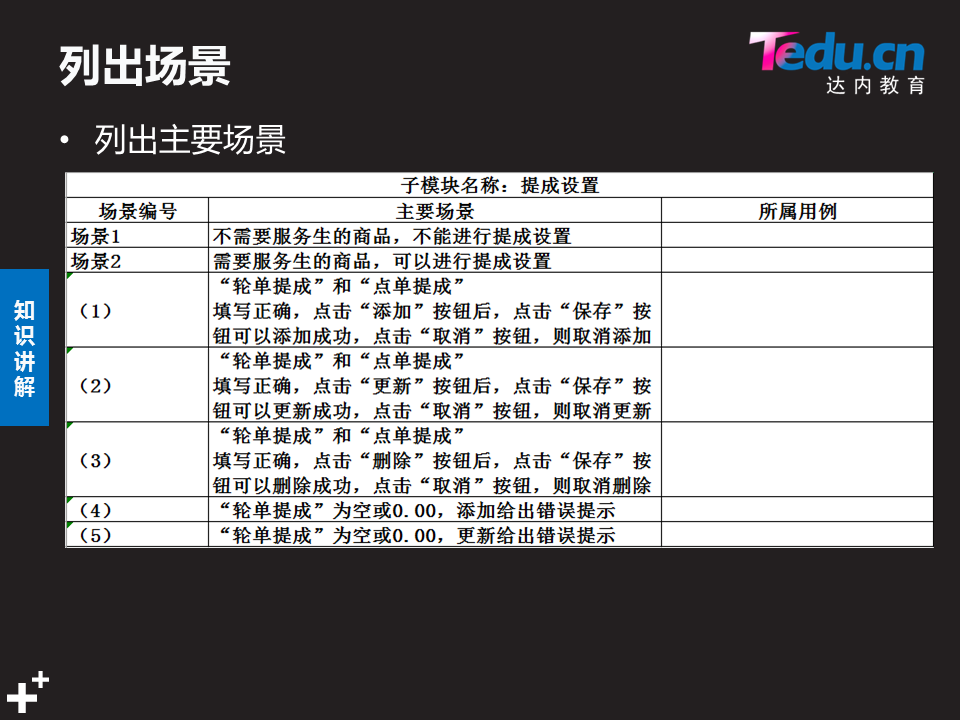 列出场景
Tedu.cn
达内教育
• 列出主要场景
子模块名称：提成设置
场景编号 主要场景 所属用例
场景1 不需要服务生的商品，不能进行提成设置
场景2 需要服务生的商品，可以进行提成设置
（1） “轮单提成”和“点单提成”
填写正确，点击“添加”按钮后，点击“保存”按
钮可以添加成功，点击“取消”按钮，则取消添加
（2） “轮单提成”和“点单提成”
填写正确，点击“更新”按钮后，点击“保存”按
钮可以更新成功，点击“取消”按钮，则取消更新
（3） “轮单提成”和“点单提成”
填写正确，点击“删除”按钮后，点击“保存”按
钮可以删除成功，点击“取消”按钮，则取消删除
（4） “轮单提成”为空或0.00，添加给出错误提示
（5） “轮单提成”为空或0.00，更新给出错误提示
知识讲解